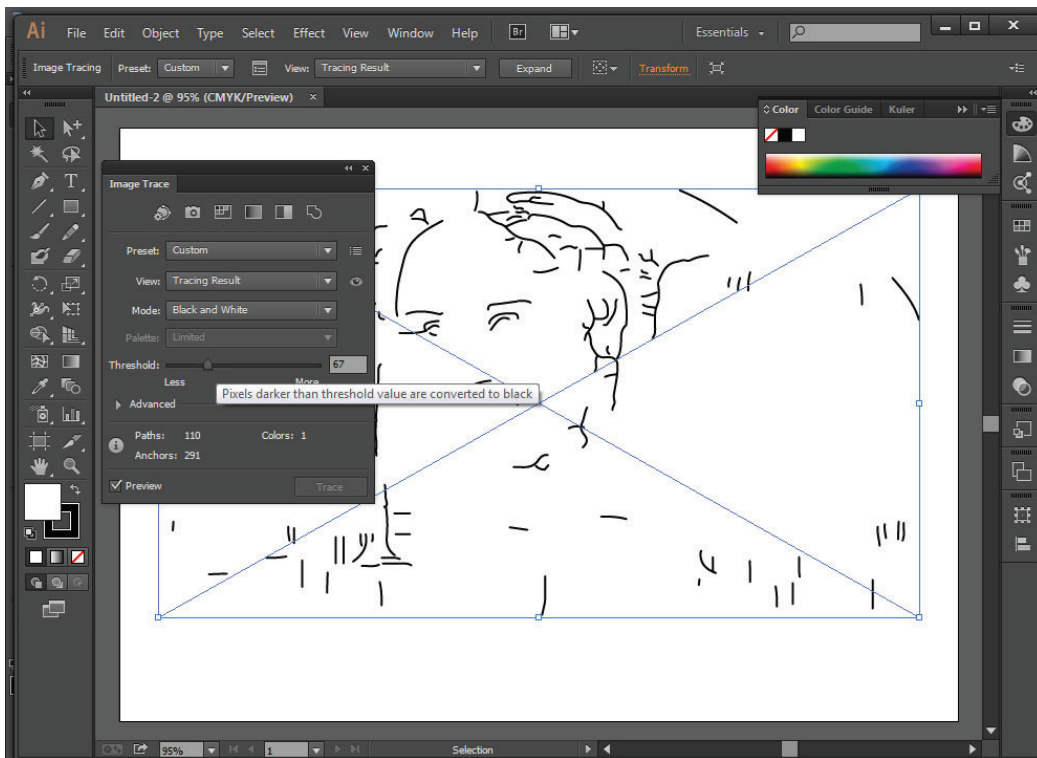 Ai File Edit Object Type Select Effect View Window Help Br Essentials
Image Tracing Preset: Custom View: Tracing Result Expand Transform
Untitled-2 @ 95% (CMYK/Preview) ×
Color Color Guide Kuler
Image Trace
Preset: Custom
View: Tracing Result
Mode: Black and White
Palette: Limited
Threshold: 67
Less More
Pixels darker than threshold value are converted to black
Advanced
Paths: 110 Colors: 1
Anchors: 291
Preview Trace
95% 1 Selection